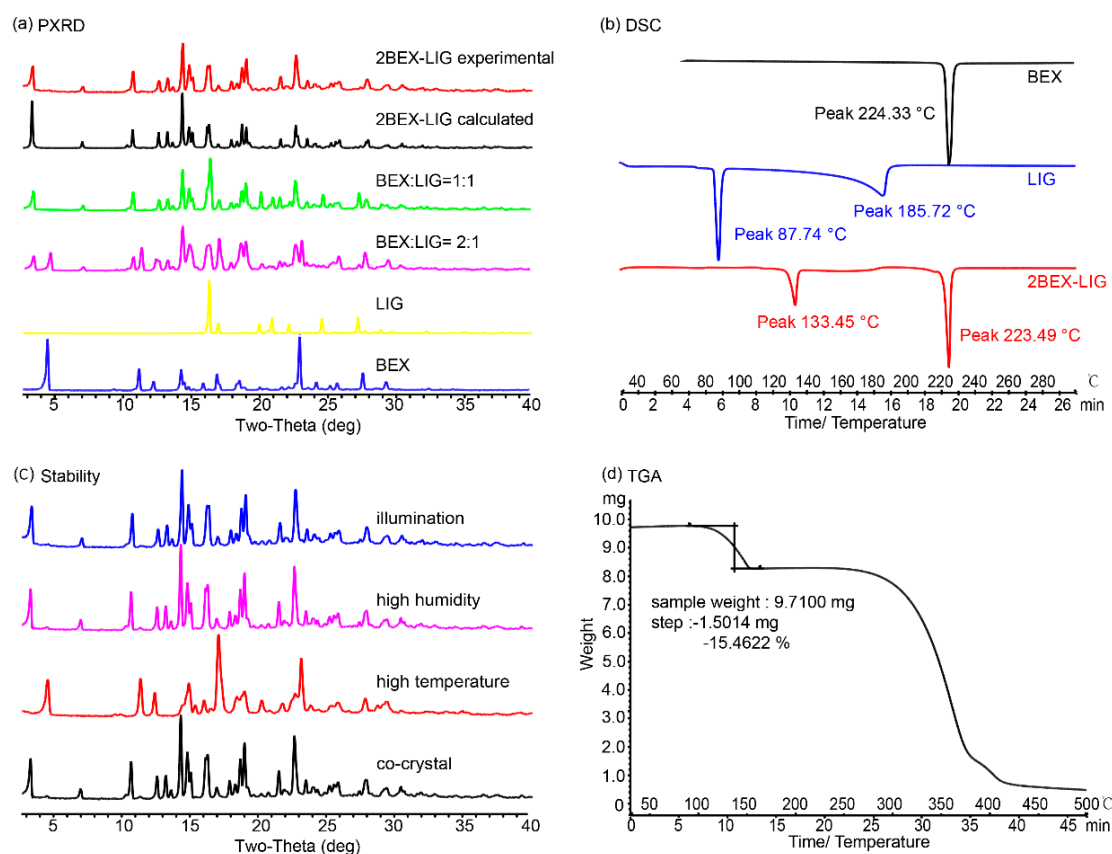 (a) PXRD
2BEX-LIG experimental
2BEX-LIG calculated
BEX:LIG=1:1
BEX:LIG= 2:1
LIG
BEX
5 10 15 20 25 30 35 40
Two-Theta (deg)
(b) DSC
BEX
Peak 224.33 °C
LIG
Peak 185.72 °C
Peak 87.74 °C
2BEX-LIG
Peak 133.45 °C
Peak 223.49 °C
40 60 80 100 120 140 160 180 200 220 240 260 280 ℃
0 2 4 6 8 10 12 14 16 18 20 22 24 26 min
Time/ Temperature
(c) Stability
illumination
high humidity
high temperature
co-crystal
5 10 15 20 25 30 35 40
Two-Theta (deg)
(d) TGA
mg
10.0
9.0
8.0
7.0
6.0
5.0
4.0
3.0
2.0
1.0
0
Weight
sample weight : 9.7100 mg
step :-1.5014 mg
-15.4622 %
50 100 150 200 250 300 350 400 450 500 ℃
0 5 10 15 20 25 30 35 40 45 min
Time/ Temperature